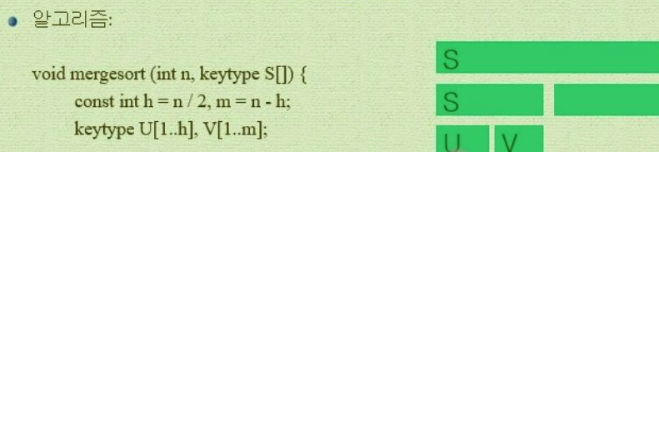 알고리즘:
void mergesort (int n, keytype S[]) {
const int h = n / 2, m = n - h;
keytype U[1..h], V[1..m];
S
S
U V